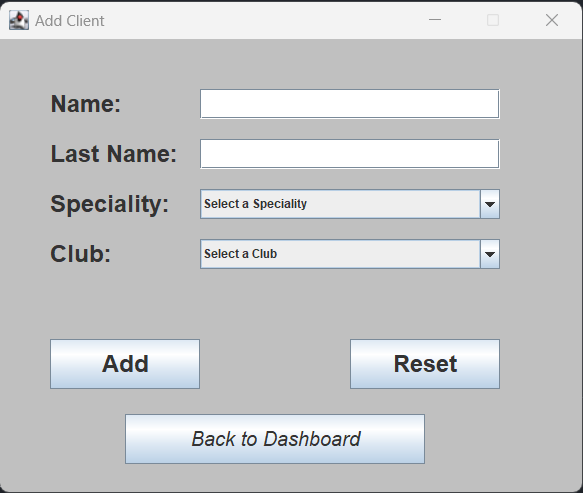 Add Client
Name:
Last Name:
Speciality: Select a Speciality
Club: Select a Club
Add Reset
Back to Dashboard